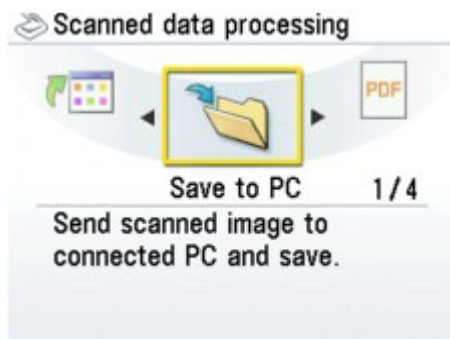 Scanned data processing
PDF
Save to PC 1/4
Send scanned image to
connected PC and save.